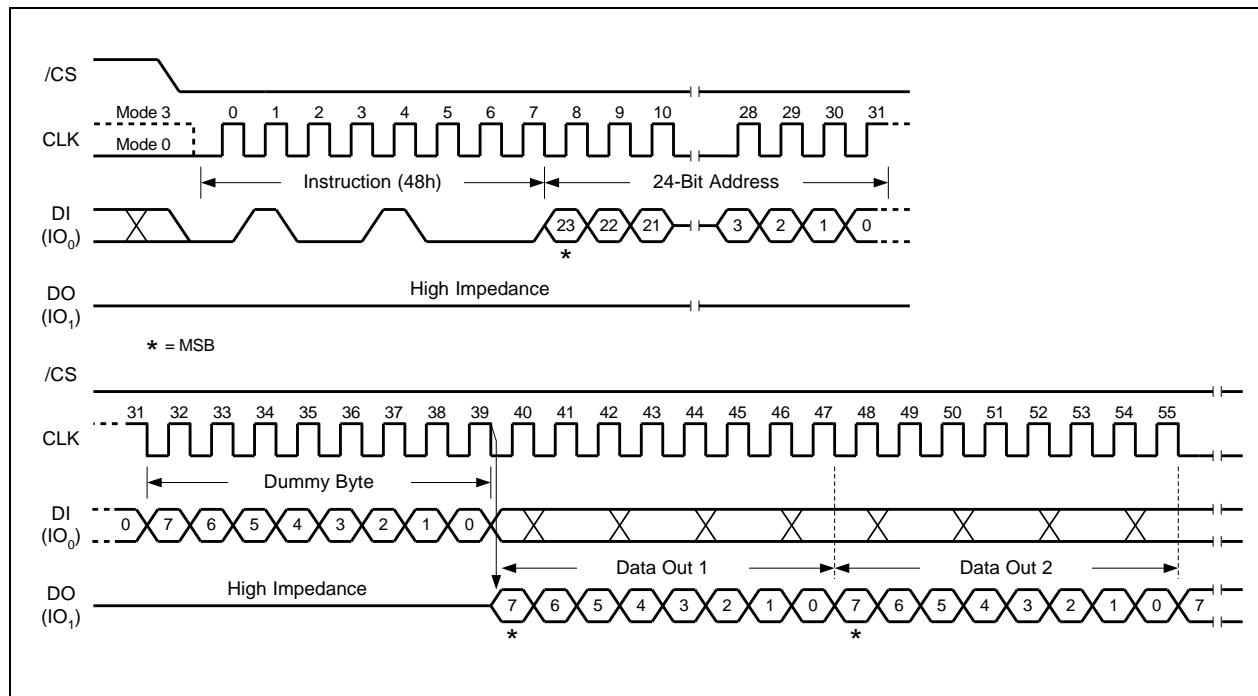 /CS
Mode 3 0 1 2 3 4 5 6 7 8 9 10 28 29 30 31
CLK
Mode 0
Instruction (48h) 24-Bit Address
DI
(IO0)
23 22 21 3 2 1 0
*
High Impedance
DO
(IO1)
* = MSB
/CS
31 32 33 34 35 36 37 38 39 40 41 42 43 44 45 46 47 48 49 50 51 52 53 54 55
CLK
Dummy Byte
DI
(IO0)
0 7 6 5 4 3 2 1 0
Data Out 1 Data Out 2
High Impedance
DO
(IO1)
7 6 5 4 3 2 1 0 7 6 5 4 3 2 1 0 7
* *